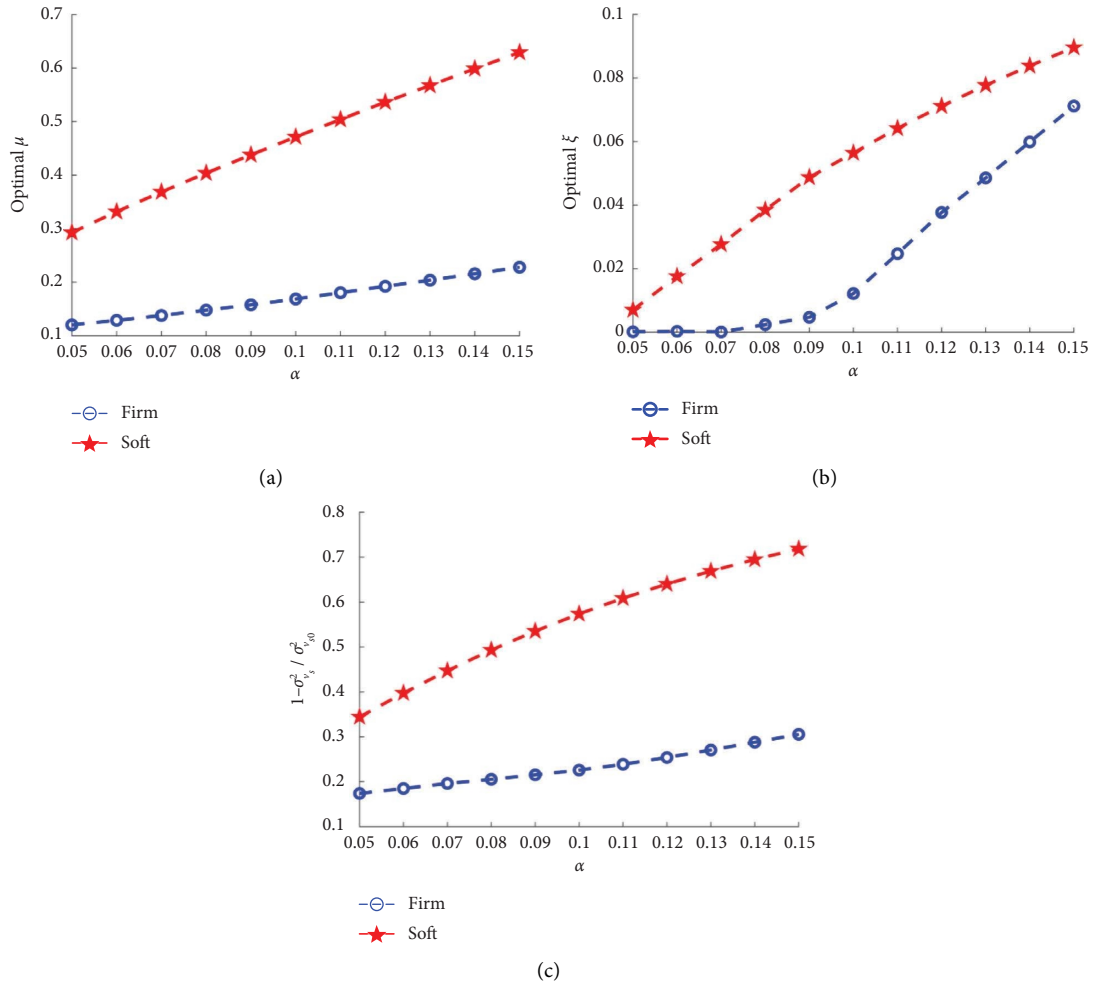 0.7
0.6
0.5
0.4
0.3
0.2
0.1
Optimal μ
0.05 0.06 0.07 0.08 0.09 0.1 0.11 0.12 0.13 0.14 0.15
α
Firm
Soft
(a)
0.1
0.08
0.06
0.04
0.02
0
Optimal ξ
0.05 0.06 0.07 0.08 0.09 0.1 0.11 0.12 0.13 0.14 0.15
α
Firm
Soft
(b)
0.8
0.7
0.6
0.5
0.4
0.3
0.2
0.1
1–σ²ᵥₛ / σ²ᵥₛ₀
0.05 0.06 0.07 0.08 0.09 0.1 0.11 0.12 0.13 0.14 0.15
α
Firm
Soft
(c)